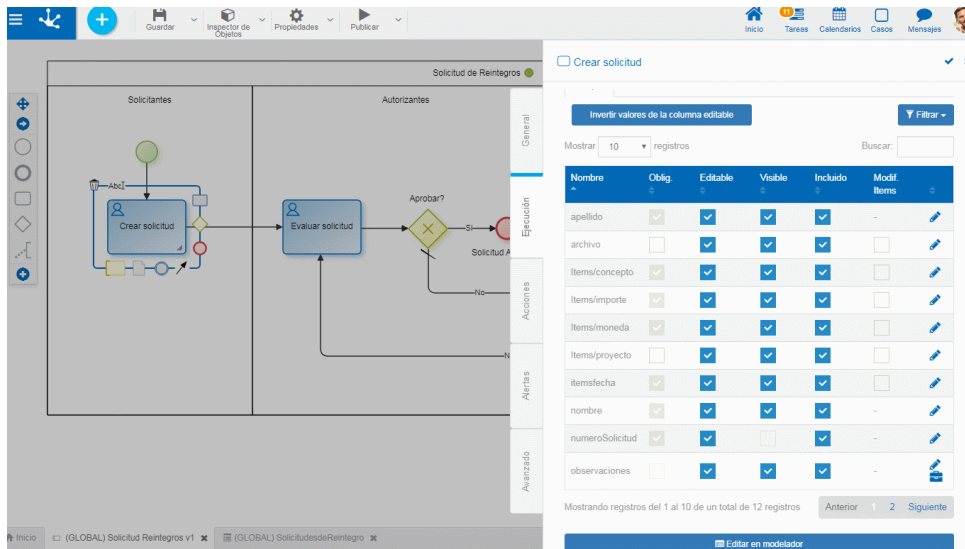 Guardar
Inspector de
Objetos
Propiedades
Publicar
Inicio
11
Tareas
Calendarios
Casos
Mensajes
Solicitud de Reintegros
Solicitantes
Autorizantes
Abc
Crear solicitud
Evaluar solicitud
Aprobar?
Si
Solicitud A
No
N
General
Ejecución
Acciones
Alertas
Avanzado
Crear solicitud
Invertir valores de la columna editable
Filtrar
Mostrar 10 registros
Buscar:
Nombre Oblig. Editable Visible Incluido Modif.
Items
apellido -
archivo
Items/concepto
Items/importe
Items/moneda
Items/proyecto
itemsfecha
nombre -
numeroSolicitud -
observaciones -
Mostrando registros del 1 al 10 de un total de 12 registros
Anterior 1 2 Siguiente
Editar en modelador
Inicio
(GLOBAL) Solicitud Reintegros v1
(GLOBAL) SolicitudesdeReintegro